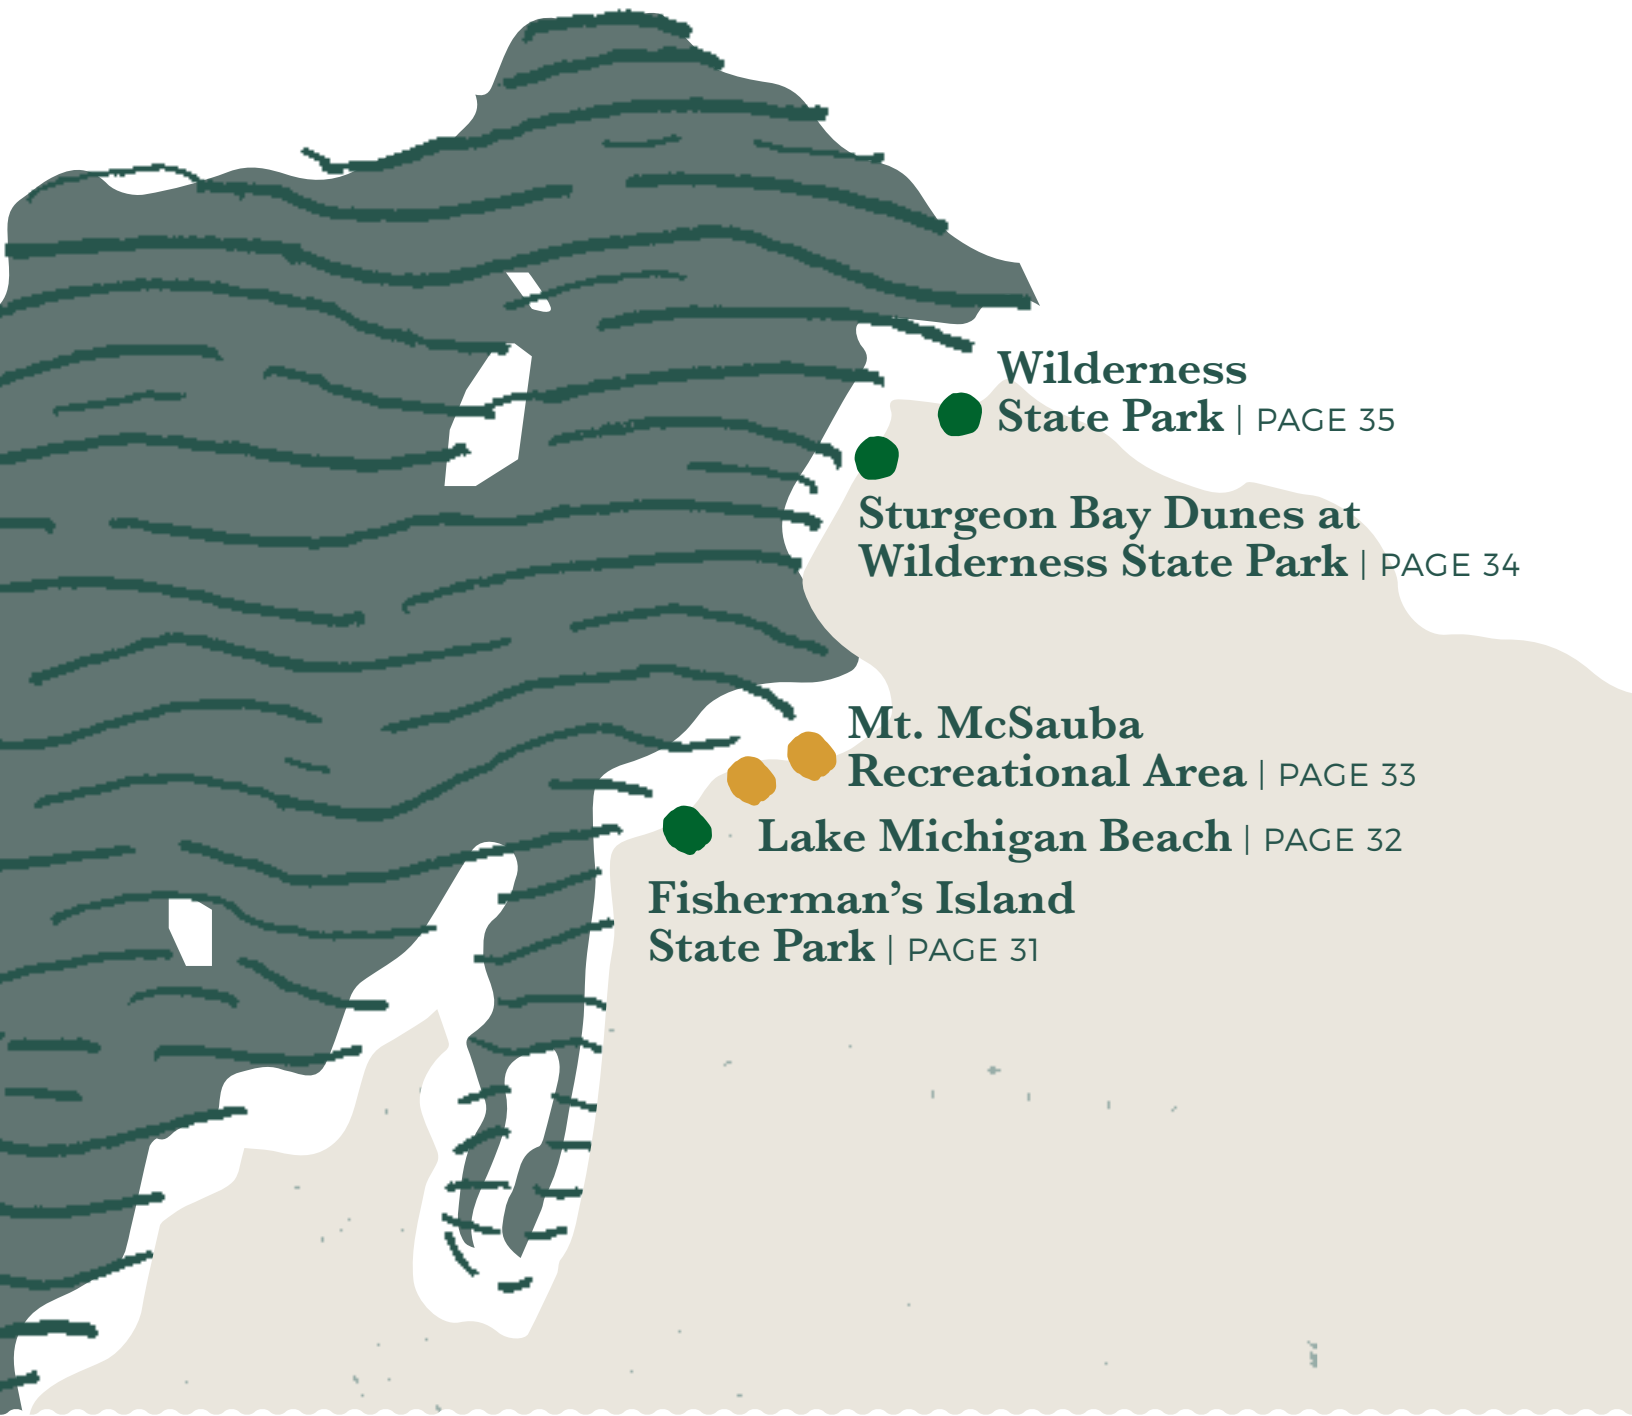 Wilderness
State Park | PAGE 35
Sturgeon Bay Dunes at
Wilderness State Park | PAGE 34
Mt. McSauba
Recreational Area | PAGE 33
Lake Michigan Beach | PAGE 32
Fisherman’s Island
State Park | PAGE 31